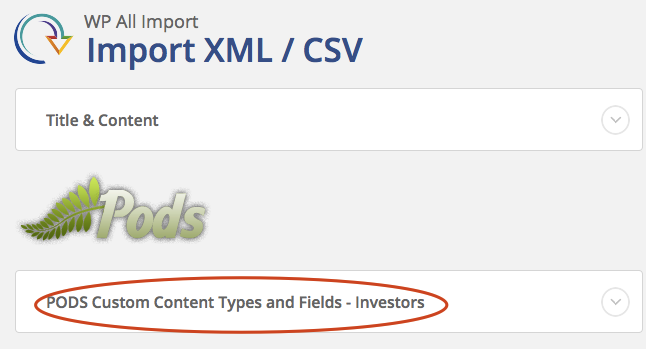 WP All Import
Import XML / CSV
Title & Content
Pods
PODS Custom Content Types and Fields - Investors